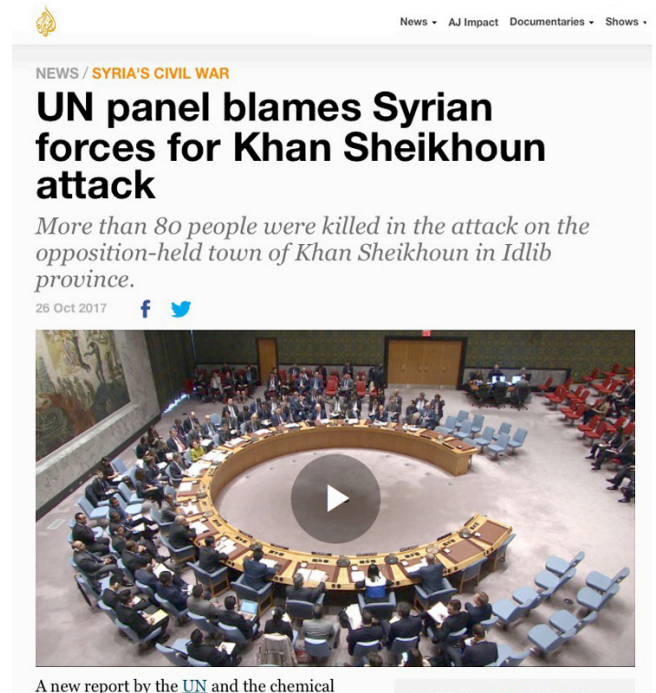 News AJ Impact Documentaries Shows
NEWS / SYRIA'S CIVIL WAR
UN panel blames Syrian
forces for Khan Sheikhoun
attack
More than 80 people were killed in the attack on the
opposition-held town of Khan Sheikhoun in Idlib
province.
26 Oct 2017
A new report by the UN and the chemical